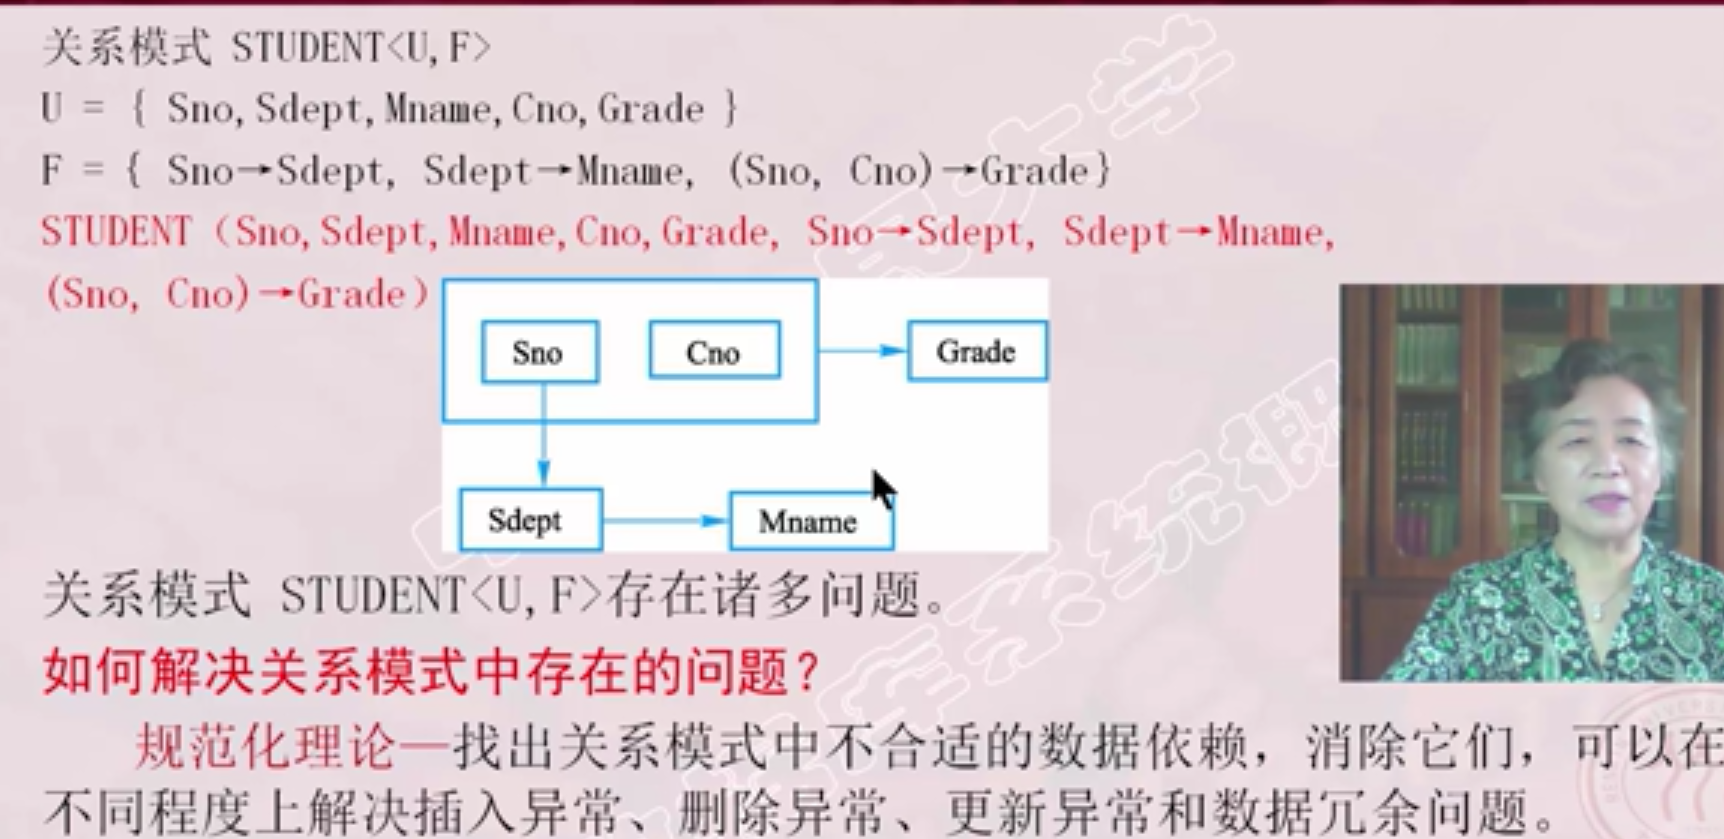 关系模式 STUDENT<U,F>
U = { Sno,Sdept,Mname,Cno,Grade }
F = { Sno→Sdept, Sdept→Mname, (Sno, Cno)→Grade}
STUDENT（Sno,Sdept,Mname,Cno,Grade, Sno→Sdept, Sdept→Mname,
(Sno, Cno)→Grade）
Sno
Cno
Grade
Sdept
Mname
关系模式 STUDENT<U,F>存在诸多问题。
如何解决关系模式中存在的问题？
规范化理论—找出关系模式中不合适的数据依赖，消除它们，可以在
不同程度上解决插入异常、删除异常、更新异常和数据冗余问题。